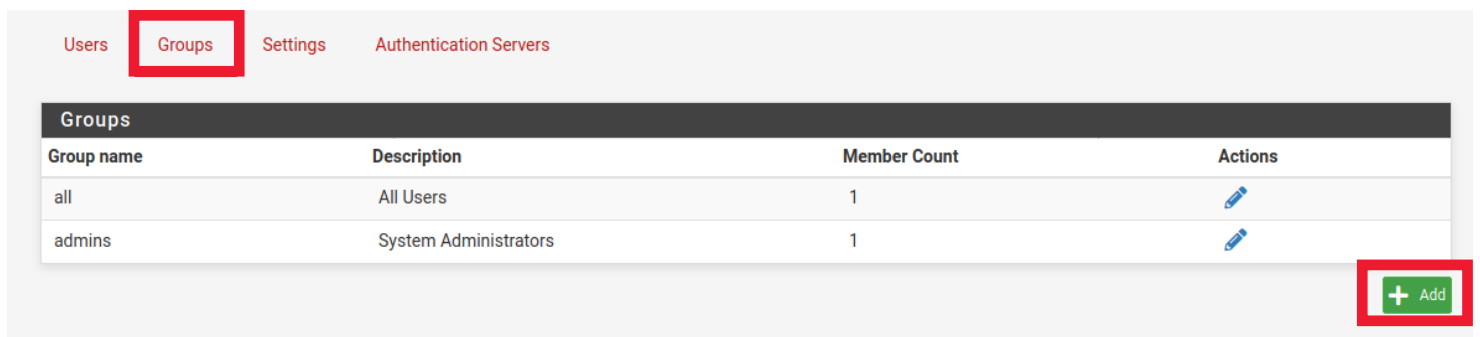 Users Groups Settings Authentication Servers
Groups
Group name Description Member Count Actions
all All Users 1
admins System Administrators 1
Add